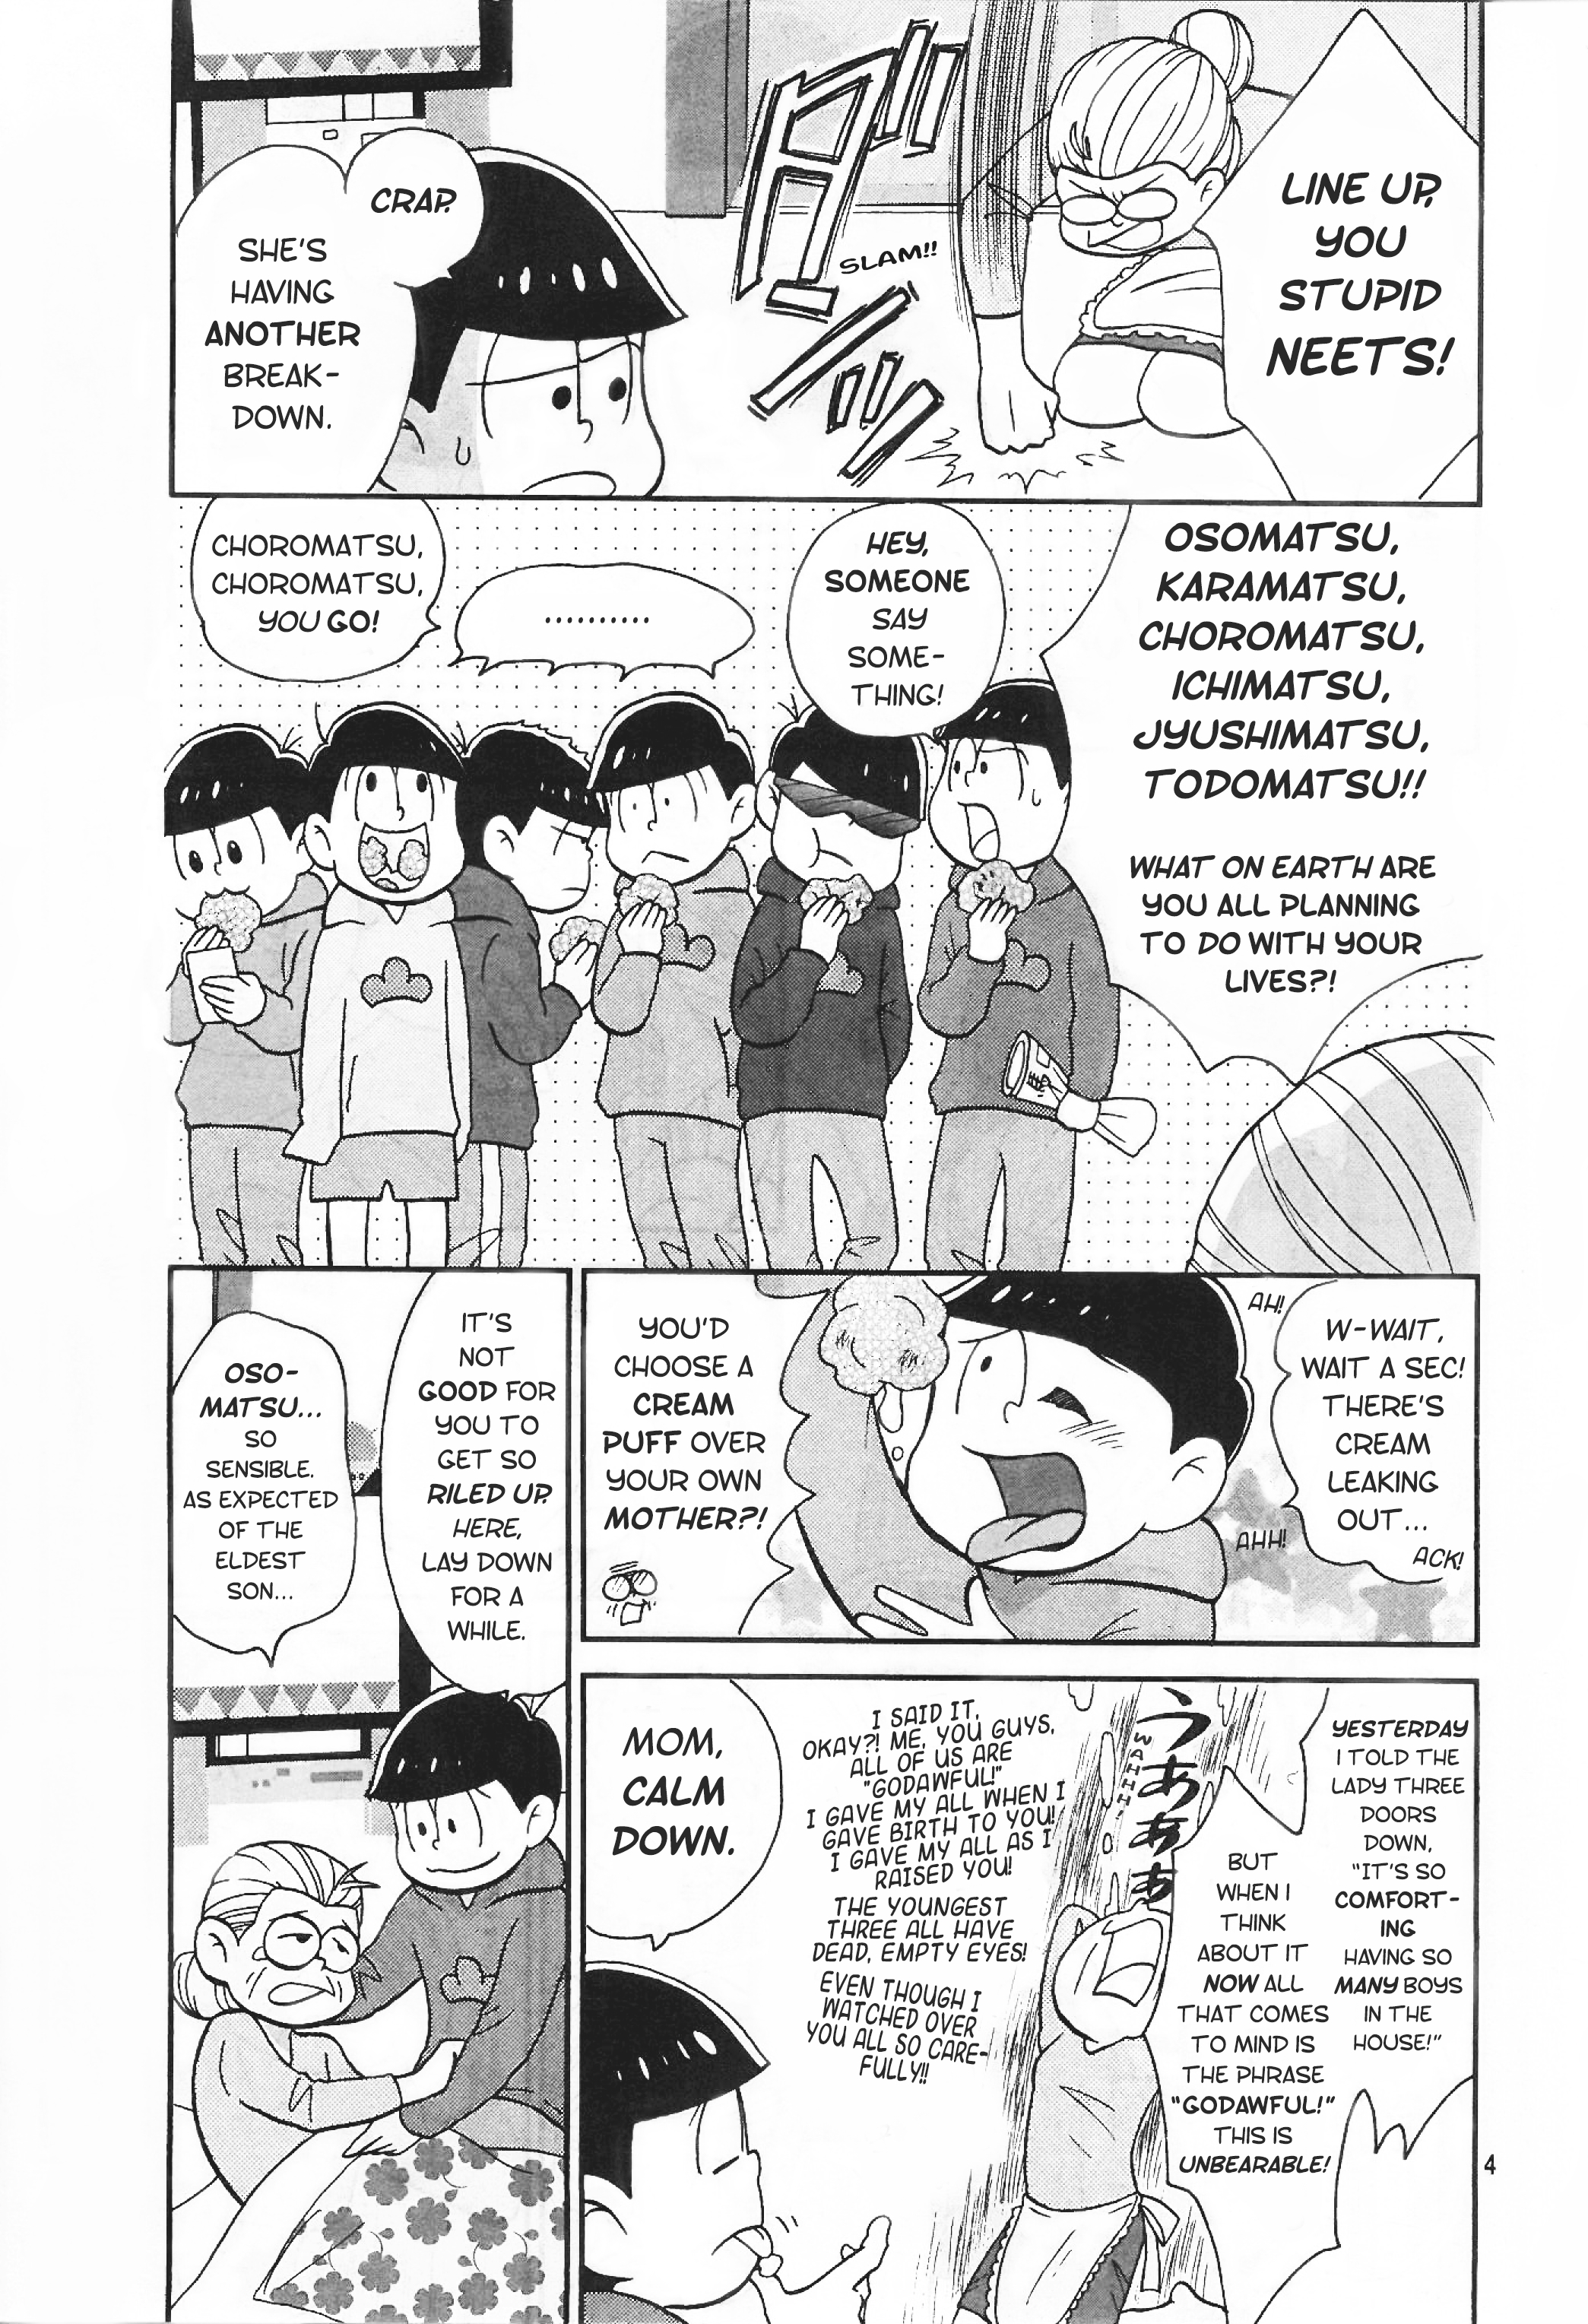 LINE UP,
YOU
STUPID
NEETS!
SLAM!!
CRAP.
SHE'S
HAVING
ANOTHER
BREAK-
DOWN.
OSOMATSU,
KARAMATSU,
CHOROMATSU,
ICHIMATSU,
JYUSHIMATSU,
TODOMATSU!!
WHAT ON EARTH ARE
YOU ALL PLANNING
TO DO WITH YOUR
LIVES?!
HEY,
SOMEONE
SAY
SOME-
THING!
..........
CHOROMATSU,
CHOROMATSU,
YOU GO!
AH!
W-WAIT,
WAIT A SEC!
THERE'S
CREAM
LEAKING
OUT...
ACK!
AHH!
YOU'D
CHOOSE A
CREAM
PUFF OVER
YOUR OWN
MOTHER?!
YESTERDAY
I TOLD THE
LADY THREE
DOORS
DOWN,
"IT'S SO
COMFORT-
ING
HAVING SO
MANY BOYS
IN THE
HOUSE!"
BUT
WHEN I
THINK
ABOUT IT
NOW ALL
THAT COMES
TO MIND IS
THE PHRASE
"GODAWFUL!"
THIS IS
UNBEARABLE!
うあああ
I SAID IT,
OKAY?! ME, YOU GUYS,
ALL OF US ARE
"GODAWFUL!"
I GAVE MY ALL WHEN I
GAVE BIRTH TO YOU!
I GAVE MY ALL AS I
RAISED YOU!
THE YOUNGEST
THREE ALL HAVE
DEAD, EMPTY EYES!
EVEN THOUGH I
WATCHED OVER
YOU ALL SO CARE-
FULLY!!
MOM,
CALM
DOWN.
IT'S
NOT
GOOD FOR
YOU TO
GET SO
RILED UP.
HERE,
LAY DOWN
FOR A
WHILE.
OSO-
MATSU...
SO
SENSIBLE.
AS EXPECTED
OF THE
ELDEST
SON...
4